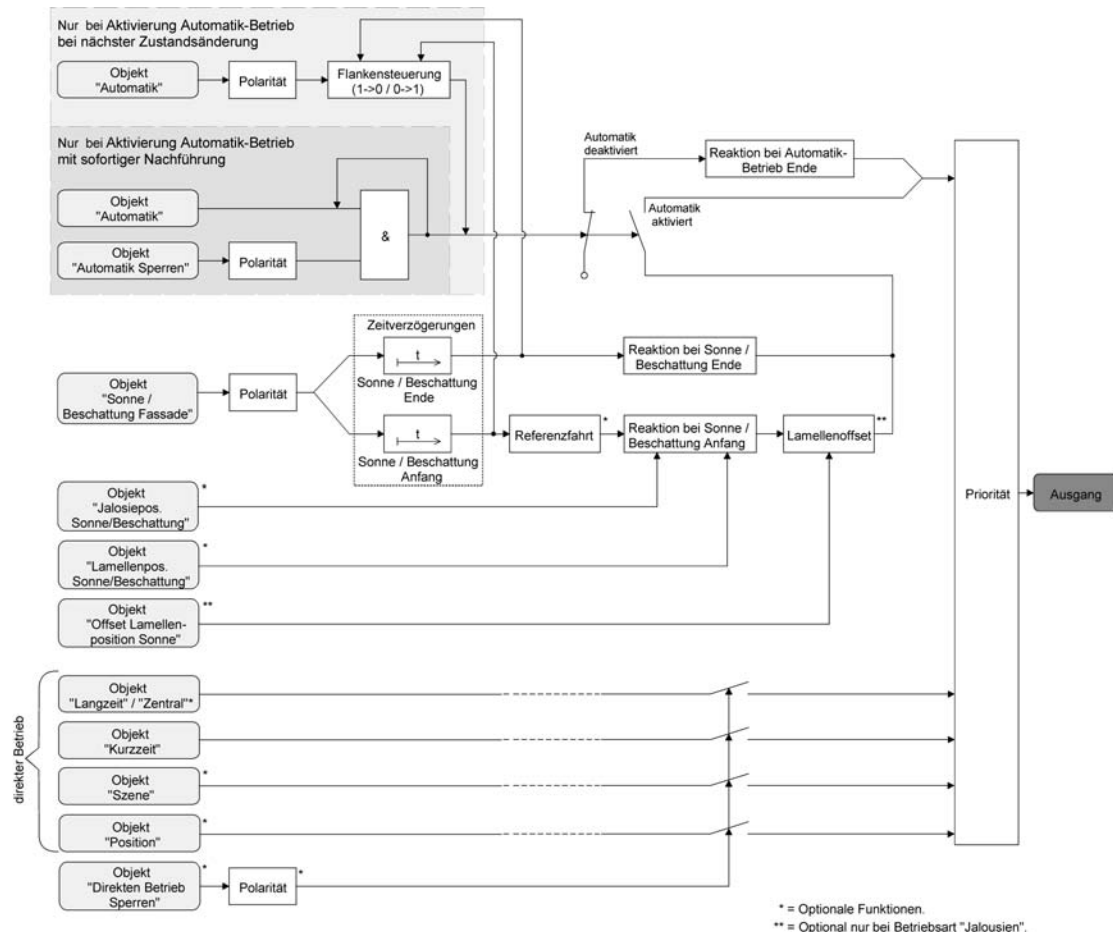 Nur bei Aktivierung Automatik-Betrieb
bei nächster Zustandsänderung
Objekt
"Automatik"
Polarität
Flankensteuerung
(1->0 / 0->1)
Nur bei Aktivierung Automatik-Betrieb
mit sofortiger Nachführung
Objekt
"Automatik"
Objekt
"Automatik Sperren"
Polarität
&
Automatik
deaktiviert
Reaktion bei Automatik-
Betrieb Ende
Automatik
aktiviert
Zeitverzögerungen
t
Sonne / Beschattung
Ende
Reaktion bei Sonne /
Beschattung Ende
Objekt
"Sonne /
Beschattung Fassade"
Polarität
t
Sonne / Beschattung
Anfang
Referenzfahrt
*
Reaktion bei Sonne /
Beschattung Anfang
Lamellenoffset
**
Priorität
Ausgang
Objekt
"Jalosiepos.
Sonne/Beschattung"
*
Objekt
"Lamellenpos.
Sonne/Beschattung"
*
Objekt
"Offset Lamellen-
position Sonne"
**
direkter Betrieb
Objekt
"Langzeit" / "Zentral"*
Objekt
"Kurzzeit"
Objekt
"Szene"
*
Objekt
"Position"
*
Objekt
"Direkten Betrieb
Sperren"
*
Polarität
*
* = Optionale Funktionen.
** = Optional nur bei Betriebsart "Jalousien".